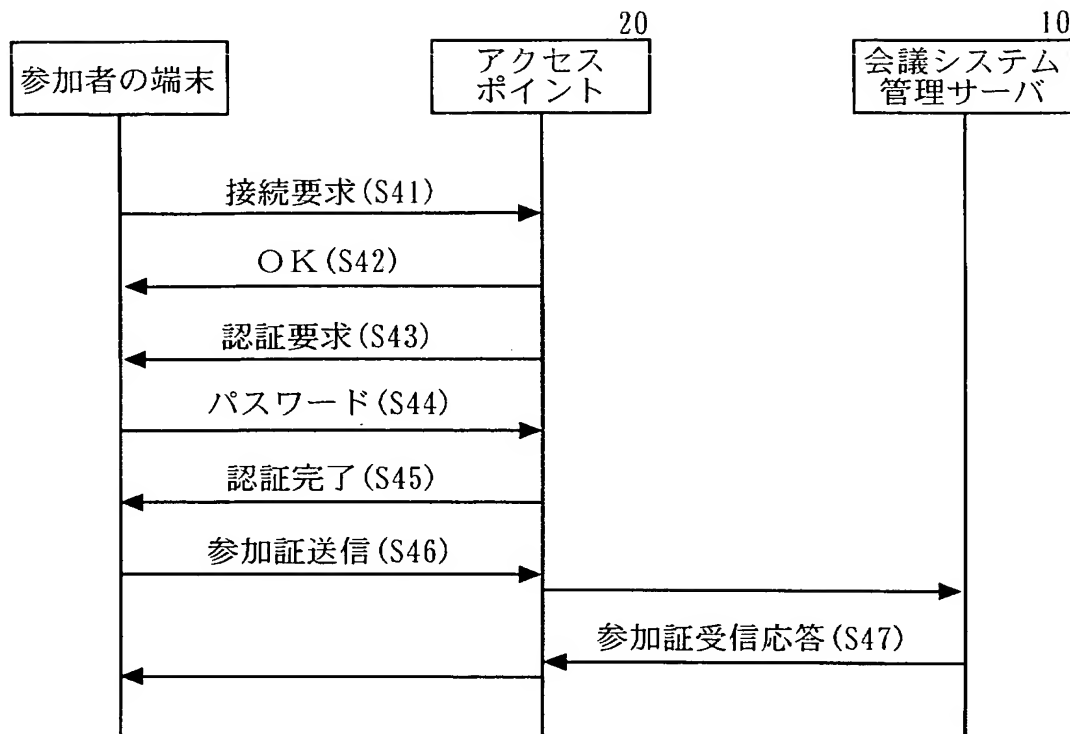 20
10
参加者の端末
アクセス
ポイント
会議システム
管理サーバ
接続要求(S41)
OK(S42)
認証要求(S43)
パスワード(S44)
認証完了(S45)
参加証送信(S46)
参加証受信応答(S47)